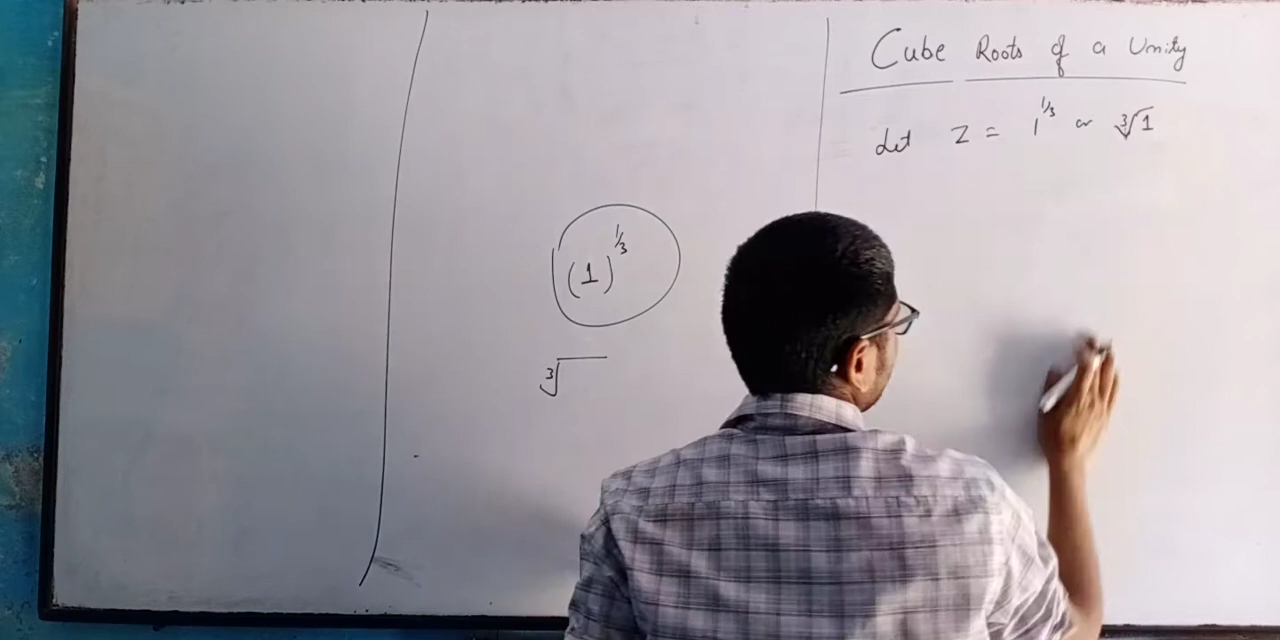 Cube Roots of a Unity
Let z = 1^{1/3} or ∛1
(1)^{1/3}
∛